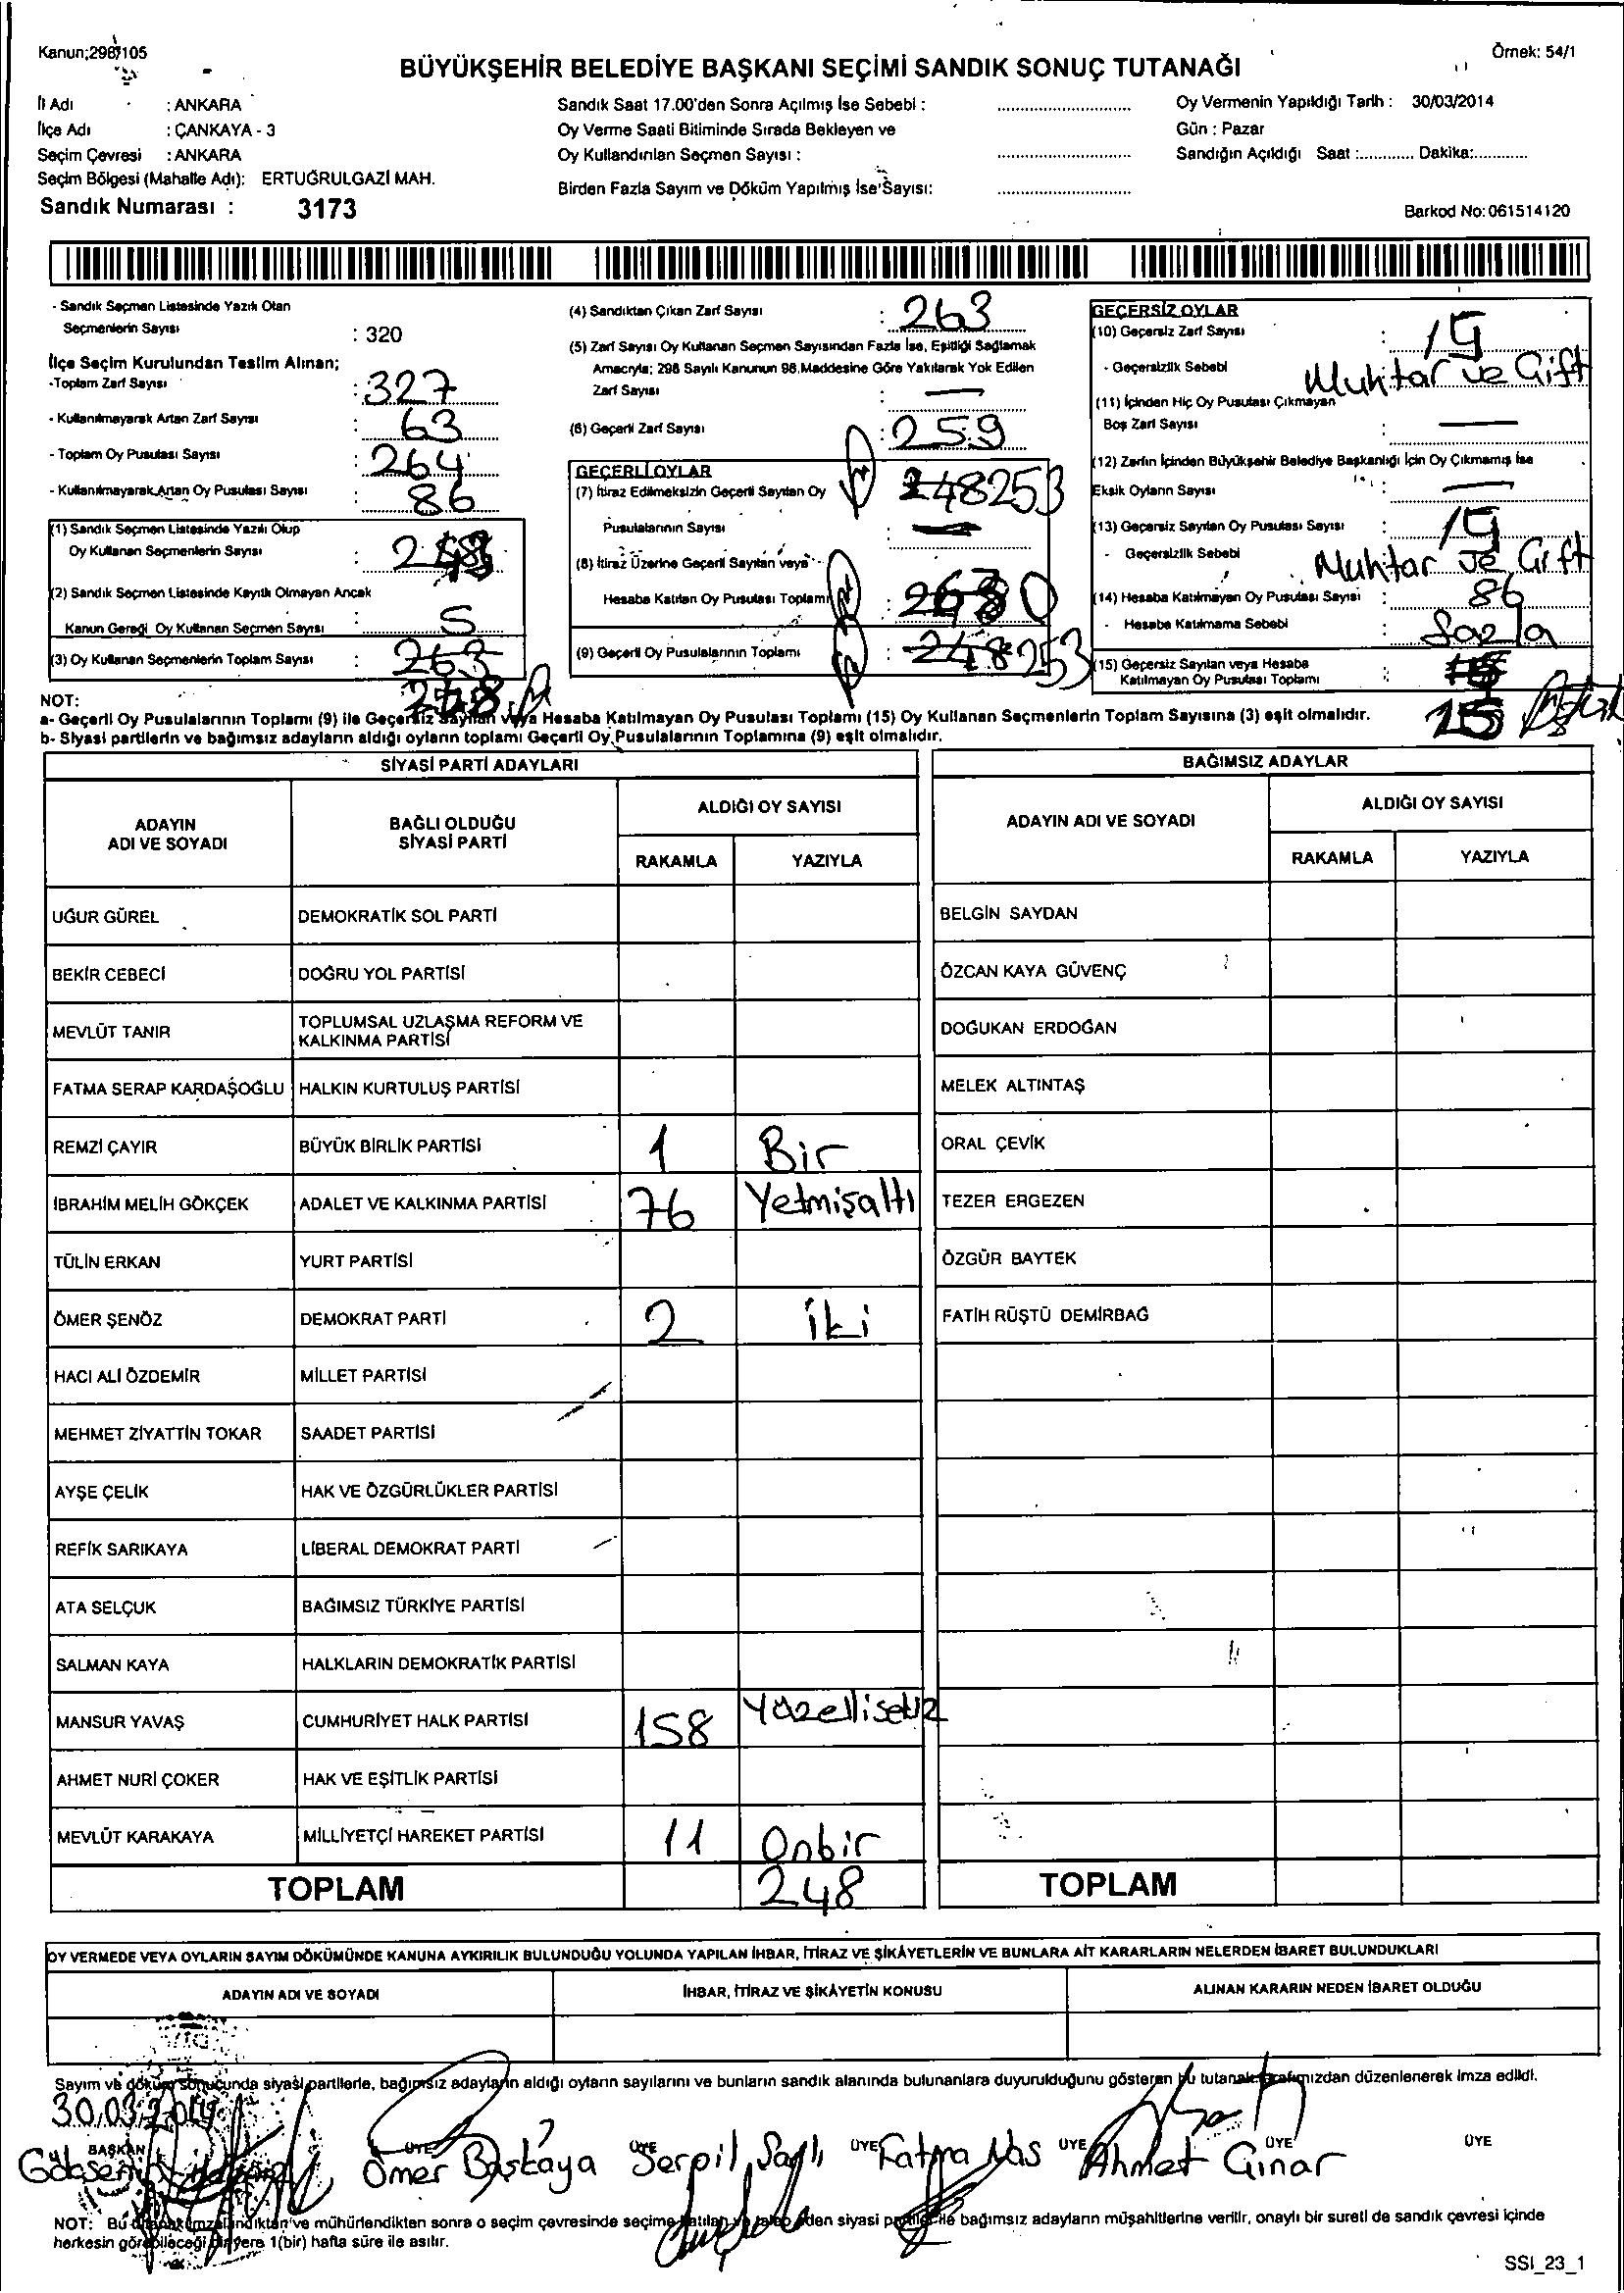 Kanun;298/105
Örnek: 54/1
BÜYÜKŞEHİR BELEDİYE BAŞKANI SEÇİMİ SANDIK SONUÇ TUTANAĞI
İl Adı : ANKARA
İlçe Adı : ÇANKAYA - 3
Seçim Çevresi : ANKARA
Seçim Bölgesi (Mahalle Adı): ERTUĞRULGAZİ MAH.
Sandık Numarası : 3173
Sandık Saat 17.00'den Sonra Açılmış İse Sebebi :
Oy Verme Saati Bitiminde Sırada Bekleyen ve
Oy Kullandırılan Seçmen Sayısı :
Birden Fazla Sayım ve Döküm Yapılmış İse Sayısı:
Oy Vermenin Yapıldığı Tarih : 30/03/2014
Gün : Pazar
Sandığın Açıldığı Saat :............ Dakika:............
Barkod No:061514120
- Sandık Seçmen Listesinde Yazılı Olan
Seçmenlerin Sayısı : 320
İlçe Seçim Kurulundan Teslim Alınan;
-Toplam Zarf Sayısı : 327
- Kullanılmayarak Artan Zarf Sayısı : 63
- Toplam Oy Pusulası Sayısı : 264
- Kullanılmayarak Artan Oy Pusulası Sayısı : 86
(1) Sandık Seçmen Listesinde Yazılı Olup
Oy Kullanan Seçmenlerin Sayısı :
(2) Sandık Seçmen Listesinde Kayıtlı Olmayan Ancak
Kanun Gereği Oy Kullanan Seçmen Sayısı : 5
(3) Oy Kullanan Seçmenlerin Toplam Sayısı : 263
268
(4) Sandıktan Çıkan Zarf Sayısı : 263
(5) Zarf Sayısı Oy Kullanan Seçmen Sayısından Fazla İse, Eşitliği Sağlamak
Amacıyla; 298 Sayılı Kanunun 98.Maddesine Göre Yakılarak Yok Edilen
Zarf Sayısı : —
(6) Geçerli Zarf Sayısı : 259
GEÇERLİ OYLAR
(7) İtiraz Edilmeksizin Geçerli Sayılan Oy 248 253
Pusulalarının Sayısı
(8) İtiraz Üzerine Geçerli Sayılan veya
Hesaba Katılan Oy Pusulası Toplamı : 0
(9) Geçerli Oy Pusulalarının Toplamı : 248 253
GEÇERSİZ OYLAR
(10) Geçersiz Zarf Sayısı : 15
- Geçersizlik Sebebi Muhtar ve Çift
(11) İçinden Hiç Oy Pusulası Çıkmayan
Boş Zarf Sayısı : —
(12) Zarfın İçinden Büyükşehir Belediye Başkanlığı İçin Oy Çıkmamış İse
Eksik Oyların Sayısı : —
(13) Geçersiz Sayılan Oy Pusulası Sayısı : 15
- Geçersizlik Sebebi Muhtar ve Çift
(14) Hesaba Katılmayan Oy Pusulası Sayısı : 86
- Hesaba Katılmama Sebebi : fazla
(15) Geçersiz Sayılan veya Hesaba
Katılmayan Oy Pusulası Toplamı :
15
NOT:
a- Geçerli Oy Pusulalarının Toplamı (9) ile Geçersiz Sayılan veya Hesaba Katılmayan Oy Pusulası Toplamı (15) Oy Kullanan Seçmenlerin Toplam Sayısına (3) eşit olmalıdır.
b- Siyasi partilerin ve bağımsız adayların aldığı oyların toplamı Geçerli Oy Pusulalarının Toplamına (9) eşit olmalıdır.
SİYASİ PARTİ ADAYLARI
BAĞIMSIZ ADAYLAR
ADAYIN ADI VE SOYADI
BAĞLI OLDUĞU SİYASİ PARTİ
ALDIĞI OY SAYISI
RAKAMLA YAZIYLA
ADAYIN ADI VE SOYADI
ALDIĞI OY SAYISI
RAKAMLA YAZIYLA
UĞUR GÜREL DEMOKRATİK SOL PARTİ BELGİN SAYDAN
BEKİR CEBECİ DOĞRU YOL PARTİSİ ÖZCAN KAYA GÜVENÇ
MEVLÜT TANIR TOPLUMSAL UZLAŞMA REFORM VE KALKINMA PARTİSİ DOĞUKAN ERDOĞAN
FATMA SERAP KARDAŞOĞLU HALKIN KURTULUŞ PARTİSİ MELEK ALTINTAŞ
REMZİ ÇAYIR BÜYÜK BİRLİK PARTİSİ 1 Bir ORAL ÇEVİK
İBRAHİM MELİH GÖKÇEK ADALET VE KALKINMA PARTİSİ 76 Yetmişaltı TEZER ERGEZEN
TÜLİN ERKAN YURT PARTİSİ ÖZGÜR BAYTEK
ÖMER ŞENÖZ DEMOKRAT PARTİ 2 İki FATİH RÜŞTÜ DEMİRBAĞ
HACI ALİ ÖZDEMİR MİLLET PARTİSİ
MEHMET ZİYATTİN TOKAR SAADET PARTİSİ
AYŞE ÇELİK HAK VE ÖZGÜRLÜKLER PARTİSİ
REFİK SARIKAYA LİBERAL DEMOKRAT PARTİ
ATA SELÇUK BAĞIMSIZ TÜRKİYE PARTİSİ
SALMAN KAYA HALKLARIN DEMOKRATİK PARTİSİ
MANSUR YAVAŞ CUMHURİYET HALK PARTİSİ 158 Yüzellisekiz
AHMET NURİ ÇOKER HAK VE EŞİTLİK PARTİSİ
MEVLÜT KARAKAYA MİLLİYETÇİ HAREKET PARTİSİ 11 Onbir
TOPLAM 248 TOPLAM
OY VERMEDE VEYA OYLARIN SAYIM DÖKÜMÜNDE KANUNA AYKIRILIK BULUNDUĞU YOLUNDA YAPILAN İHBAR, İTİRAZ VE ŞİKÂYETLERİN VE BUNLARA AİT KARARLARIN NELERDEN İBARET BULUNDUKLARI
ADAYIN ADI VE SOYADI İHBAR, İTİRAZ VE ŞİKÂYETİN KONUSU ALINAN KARARIN NEDEN İBARET OLDUĞU
Sayım ve döküm sonucunda siyasi partilerle, bağımsız adayların aldığı oyların sayılarını ve bunların sandık alanında bulunanlara duyurulduğunu gösteren bu tutanak tarafımızdan düzenlenerek imza edildi.
30.03.2014
BAŞKAN ÜYE ÜYE ÜYE ÜYE ÜYE ÜYE
Ömer Başkaya Serpil Sağlı Fatma Nas Ahmet Çınar
NOT: Bu tutanak imzalandıktan ve mühürlendikten sonra o seçim çevresinde seçime katılan ve talep eden siyasi partiler ile bağımsız adayların müşahitlerine verilir, onaylı bir sureti de sandık çevresi içinde
herkesin görebileceği bir yere 1(bir) hafta süre ile asılır.
SSI_23_1